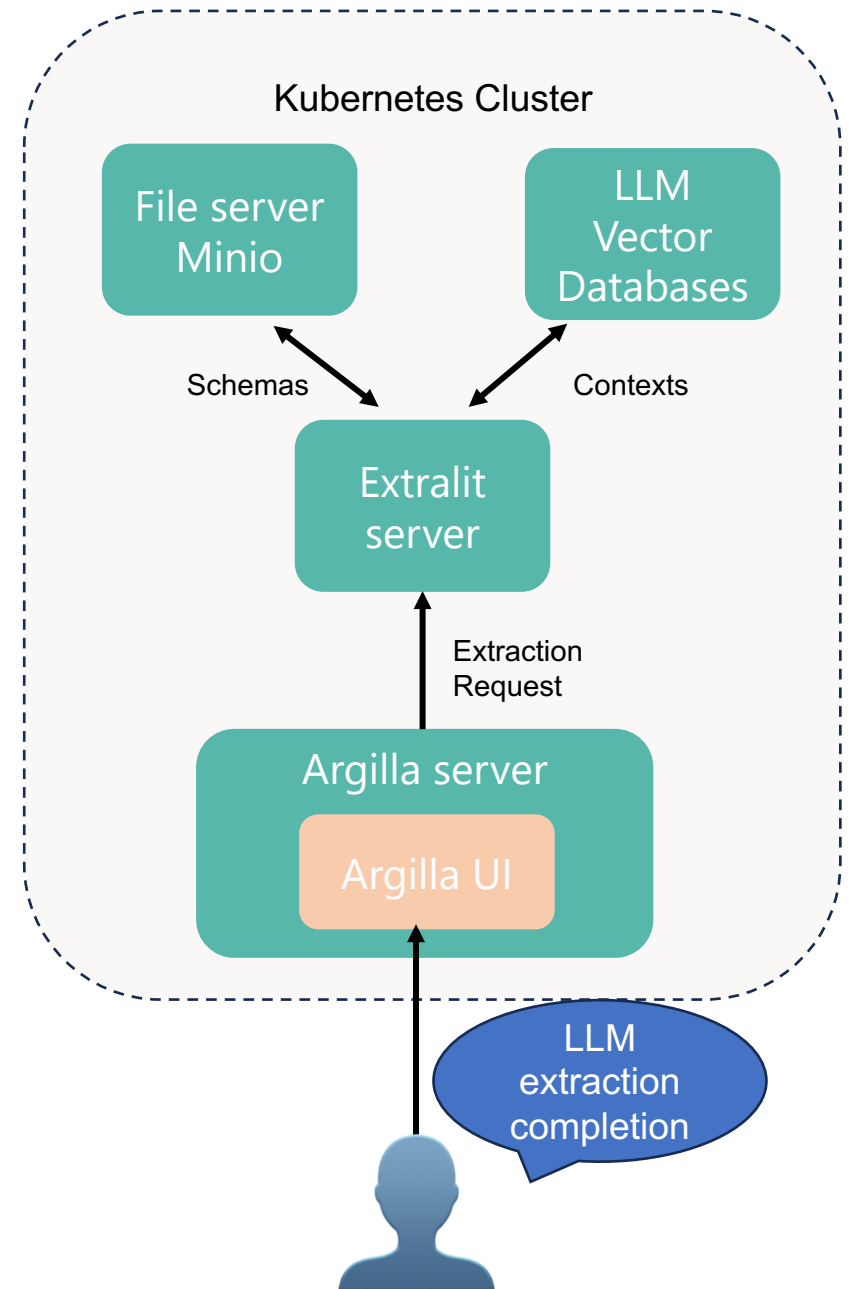 Kubernetes Cluster
File server
Minio
LLM
Vector
Databases
Schemas
Contexts
Extralit
server
Extraction
Request
Argilla server
Argilla UI
LLM
extraction
completion